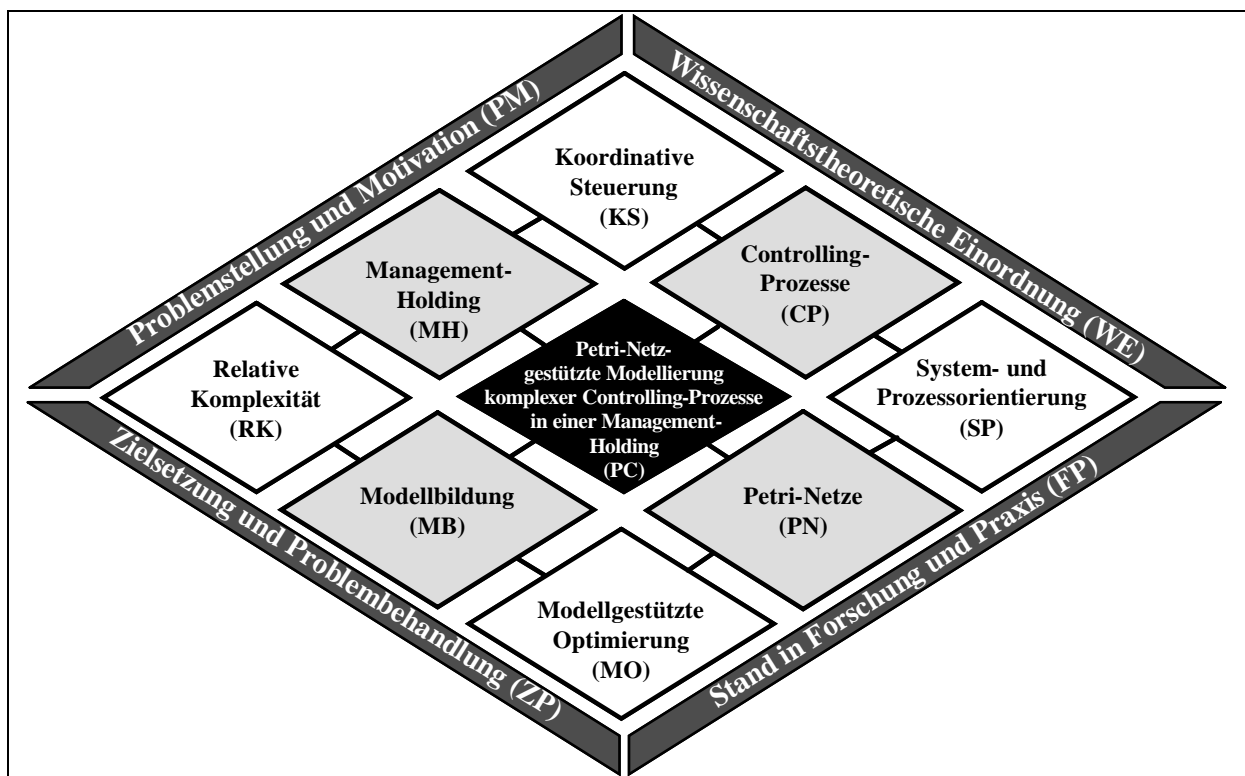 Problemstellung und Motivation (PM)
Wissenschaftstheoretische Einordnung (WE)
Koordinative
Steuerung
(KS)
Management-
Holding
(MH)
Controlling-
Prozesse
(CP)
Relative
Komplexität
(RK)
Petri-Netz-
gestützte Modellierung
komplexer Controlling-Prozesse
in einer Management-
Holding
(PC)
System- und
Prozessorientierung
(SP)
Modellbildung
(MB)
Petri-Netze
(PN)
Modellgestützte
Optimierung
(MO)
Zielsetzung und Problembehandlung (ZP)
Stand in Forschung und Praxis (FP)